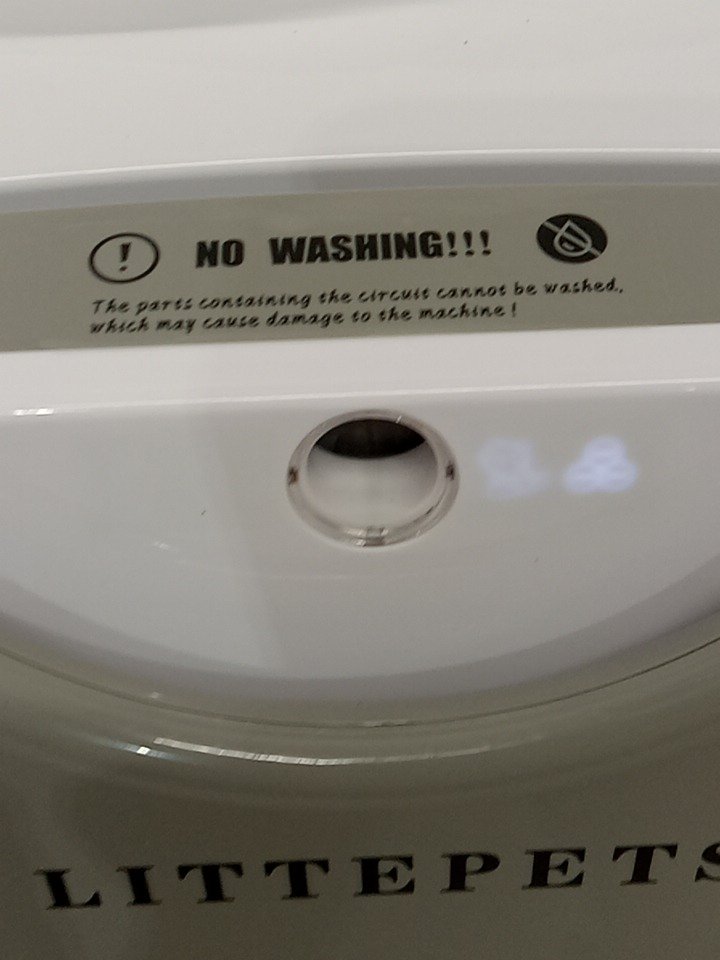 ! NO WASHING!!!
The parts containing the circuit cannot be washed,
which may cause damage to the machine!
LITTEPETS